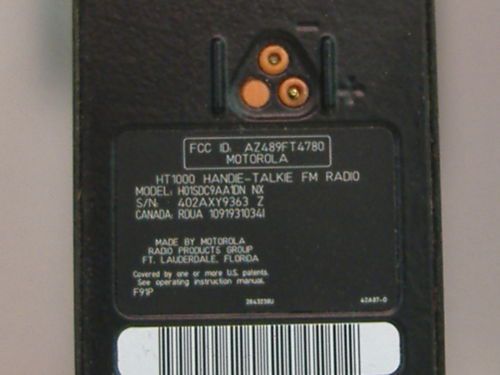 FCC ID: AZ489FT4780
MOTOROLA
HT1000 HANDIE-TALKIE FM RADIO
MODEL: H01SDC9AA1DN NX
S/N: 402AXY9363 Z
CANADA: RDUA 1091931034I
MADE BY MOTOROLA
RADIO PRODUCTS GROUP
FT. LAUDERDALE, FLORIDA
Covered by one or more U.S. patents.
See operating instruction manual.
F91P